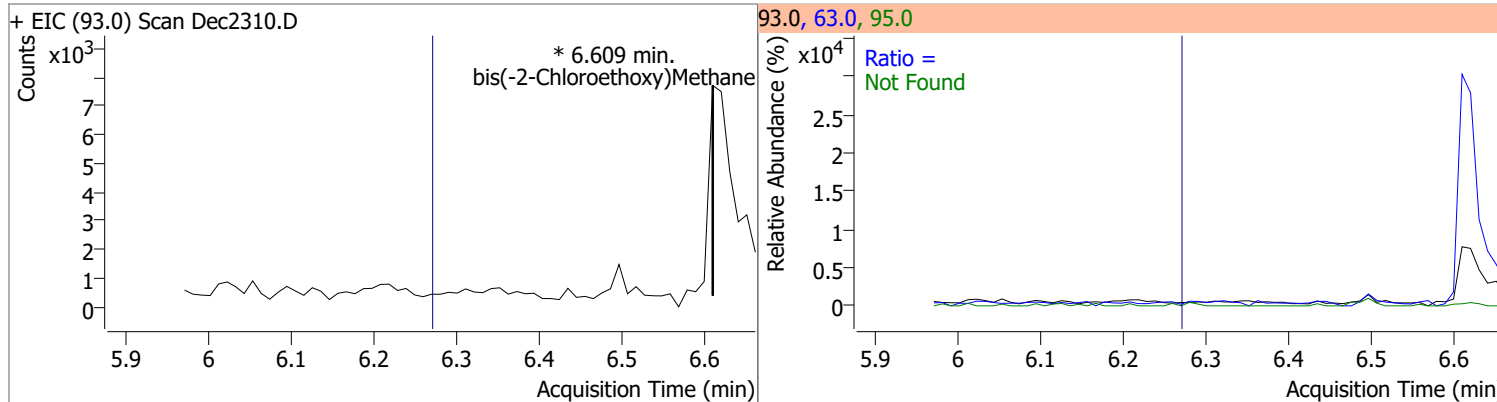 + EIC (93.0) Scan Dec2310.D
Counts
x10³
* 6.609 min.
bis(-2-Chloroethoxy)Methane
7
6
5
4
3
2
1
0
5.9 6 6.1 6.2 6.3 6.4 6.5 6.6
Acquisition Time (min)
93.0, 63.0, 95.0
Relative Abundance (%)
x10⁴
Ratio =
Not Found
2.5
2
1.5
1
0.5
0
5.9 6 6.1 6.2 6.3 6.4 6.5 6.6
Acquisition Time (min